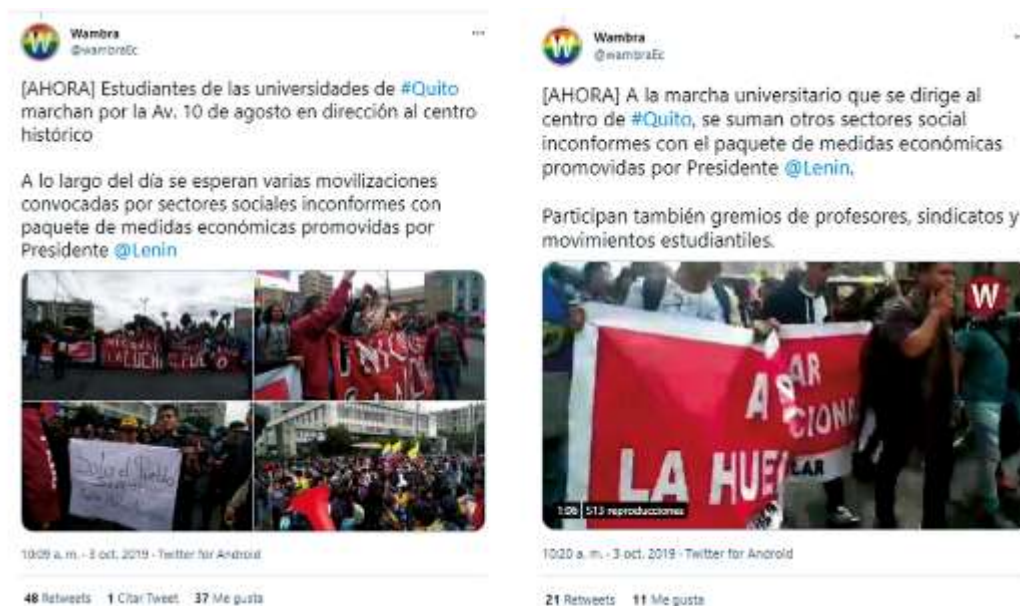 Wambra
@wambraEc
[AHORA] Estudiantes de las universidades de #Quito
marchan por la Av. 10 de agosto en dirección al centro
histórico
A lo largo del día se esperan varias movilizaciones
convocadas por sectores sociales inconformes con
paquete de medidas económicas promovidas por
Presidente @Lenin
10:09 a. m. · 3 oct. 2019 · Twitter for Android
48 Retweets 1 Citar Tweet 37 Me gusta
Wambra
@wambraEc
[AHORA] A la marcha universitario que se dirige al
centro de #Quito, se suman otros sectores social
inconformes con el paquete de medidas económicas
promovidas por Presidente @Lenin.
Participan también gremios de profesores, sindicatos y
movimientos estudiantiles.
W
LA HUE
1:06 513 reproducciones
10:20 a. m. · 3 oct. 2019 · Twitter for Android
21 Retweets 11 Me gusta